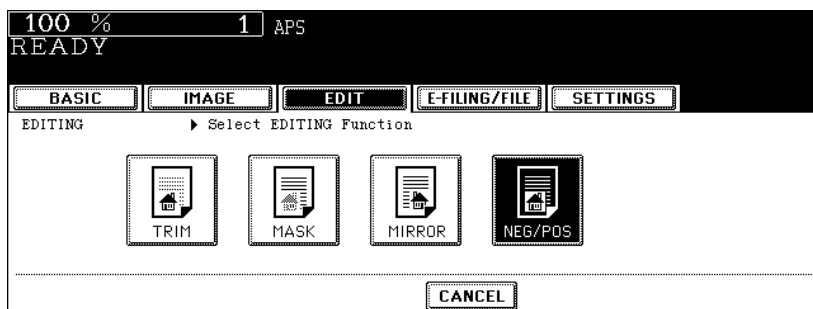 100 % 1 APS
READY
BASIC IMAGE EDIT E-FILING/FILE SETTINGS
EDITING ▶ Select EDITING Function
TRIM MASK MIRROR NEG/POS
CANCEL